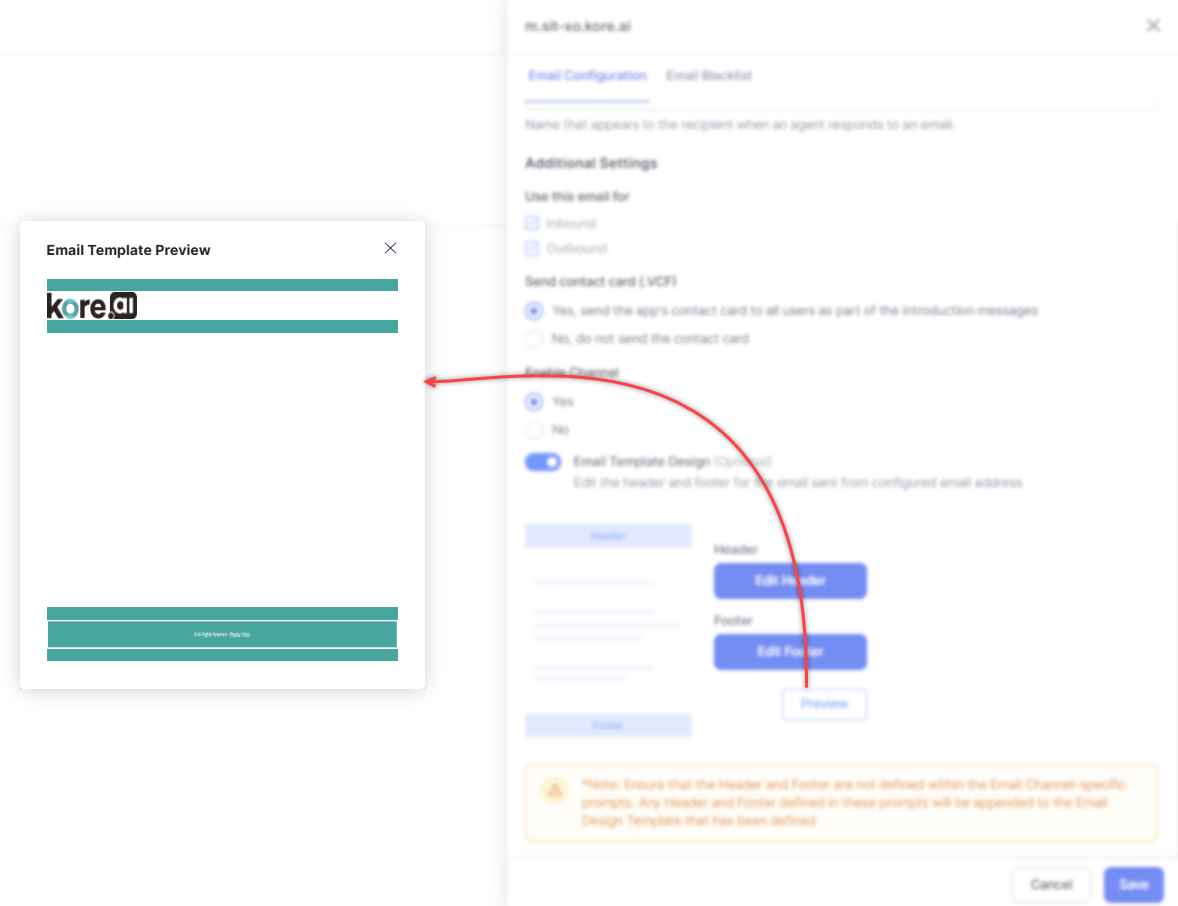 m.sit-xo.kore.ai
Email Configuration
Email Blacklist
Name that appears to the recipient when an agent responds to an email.
Additional Settings
Use this email for
Inbound
Outbound
Send contact card (.VCF)
Yes, send the app's contact card to all users as part of the introduction messages
No, do not send the contact card
Enable Channel
Yes
No
Email Template Design (Optional)
Edit the header and footer for the email sent from configured email address
Header
Footer
Header
Edit Header
Footer
Edit Footer
Preview
*Note: Ensure that the Header and Footer are not defined within the Email Channel-specific
prompts. Any Header and Footer defined in these prompts will be appended to the Email
Design Template that has been defined
Cancel
Save
Email Template Preview
kore.ai
© All Rights Reserved - Privacy Policy